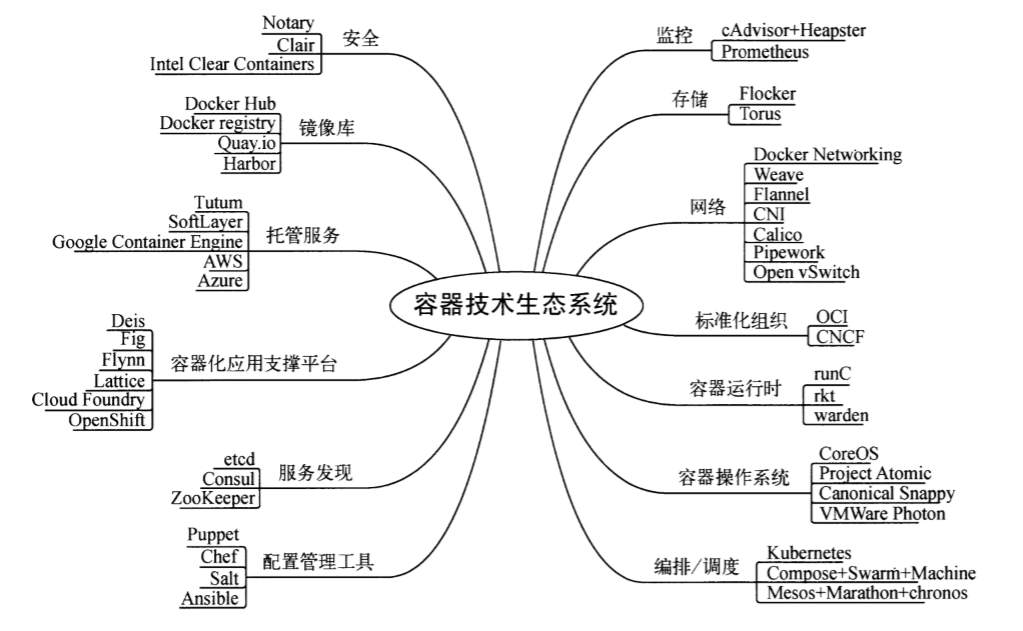 容器技术生态系统
安全
Notary
Clair
Intel Clear Containers
镜像库
Docker Hub
Docker registry
Quay.io
Harbor
托管服务
Tutum
SoftLayer
Google Container Engine
AWS
Azure
容器化应用支撑平台
Deis
Fig
Flynn
Lattice
Cloud Foundry
OpenShift
服务发现
etcd
Consul
ZooKeeper
配置管理工具
Puppet
Chef
Salt
Ansible
监控
cAdvisor+Heapster
Prometheus
存储
Flocker
Torus
网络
Docker Networking
Weave
Flannel
CNI
Calico
Pipework
Open vSwitch
标准化组织
OCI
CNCF
容器运行时
runC
rkt
warden
容器操作系统
CoreOS
Project Atomic
Canonical Snappy
VMWare Photon
编排/调度
Kubernetes
Compose+Swarm+Machine
Mesos+Marathon+chronos